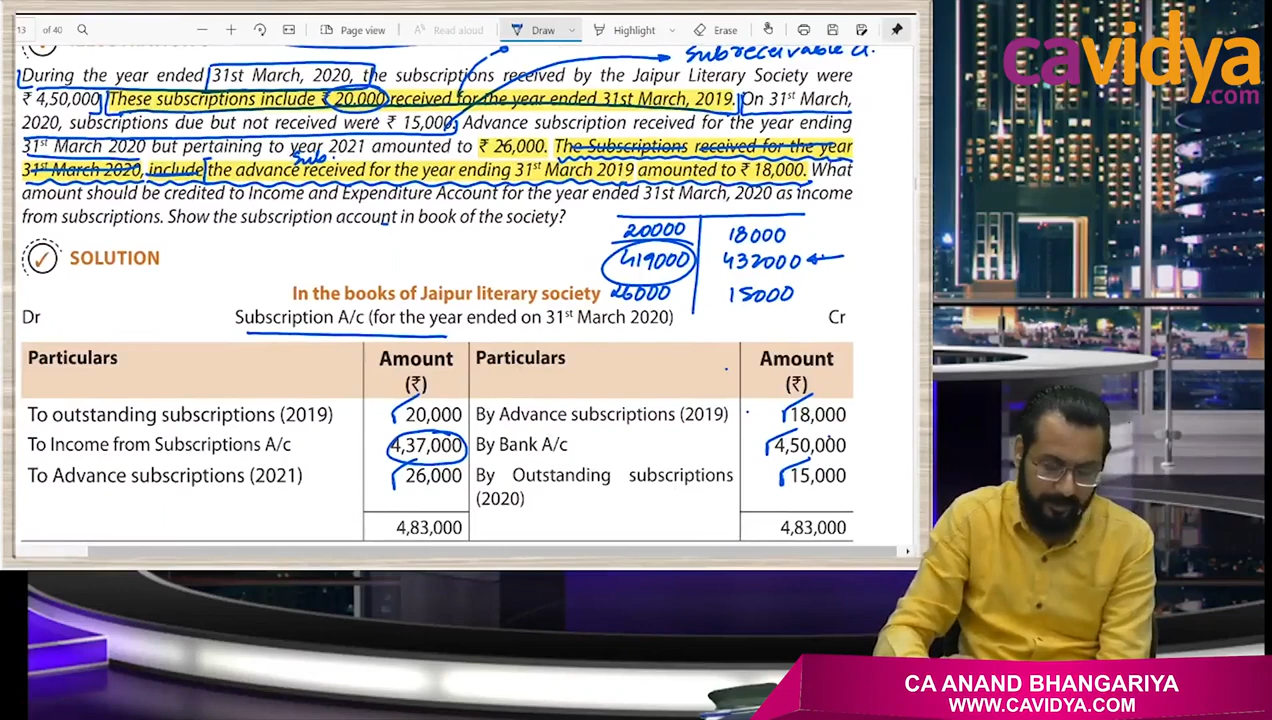 13 of 40
Page view
Read aloud
Draw
Highlight
Erase
Subreceivable
During the year ended 31st March, 2020, the subscriptions received by the Jaipur Literary Society were
₹ 4,50,000. These subscriptions include ₹ 20,000 received for the year ended 31st March, 2019. On 31st March,
2020, subscriptions due but not received were ₹ 15,000. Advance subscription received for the year ending
31st March 2020 but pertaining to year 2021 amounted to ₹ 26,000. The Subscriptions received for the year
Sub.
31st March 2020, include the advance received for the year ending 31st March 2019 amounted to ₹ 18,000. What
amount should be credited to Income and Expenditure Account for the year ended 31st March, 2020 as income
from subscriptions. Show the subscription account in book of the society?
20000 18000
419000 432000
26000 15000
SOLUTION
In the books of Jaipur literary society
Dr Subscription A/c (for the year ended on 31st March 2020) Cr
Particulars Amount (₹) Particulars Amount (₹)
To outstanding subscriptions (2019) 20,000 By Advance subscriptions (2019) 18,000
To Income from Subscriptions A/c 4,37,000 By Bank A/c 4,50,000
To Advance subscriptions (2021) 26,000 By Outstanding subscriptions (2020) 15,000
4,83,000 4,83,000
cavidya
.com
CA ANAND BHANGARIYA
WWW.CAVIDYA.COM